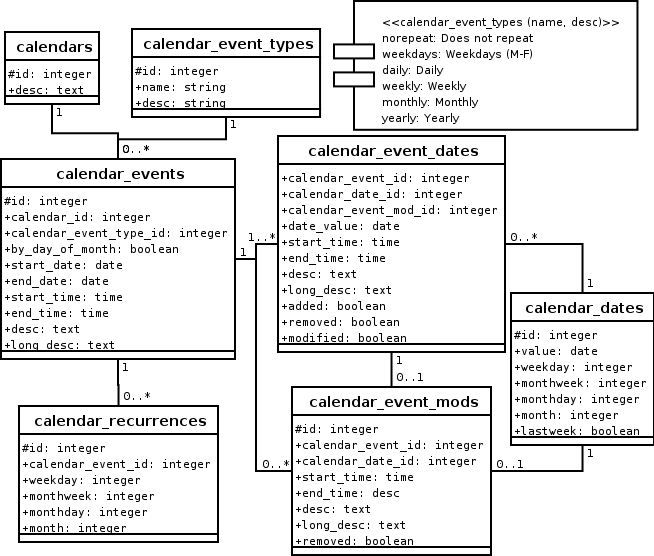 calendars
#id: integer
+desc: text
calendar_event_types
#id: integer
+name: string
+desc: string
<<calendar_event_types (name, desc)>>
norepeat: Does not repeat
weekdays: Weekdays (M-F)
daily: Daily
weekly: Weekly
monthly: Monthly
yearly: Yearly
1
1
0..*
calendar_events
#id: integer
+calendar_id: integer
+calendar_event_type_id: integer
+by_day_of_month: boolean
+start_date: date
+end_date: date
+start_time: time
+end_time: time
+desc: text
+long_desc: text
1
1..*
calendar_event_dates
+calendar_event_id: integer
+calendar_date_id: integer
+calendar_event_mod_id: integer
+date_value: date
+start_time: time
+end_time: time
+desc: text
+long_desc: text
+added: boolean
+removed: boolean
+modified: boolean
0..*
1
calendar_dates
#id: integer
+value: date
+weekday: integer
+monthweek: integer
+monthday: integer
+month: integer
+lastweek: boolean
1
0..*
calendar_recurrences
#id: integer
+calendar_event_id: integer
+weekday: integer
+monthweek: integer
+monthday: integer
+month: integer
1
0..1
0..*
calendar_event_mods
#id: integer
+calendar_event_id: integer
+calendar_date_id: integer
+start_time: time
+end_time: desc
+desc: text
+long_desc: text
+removed: boolean
0..1
1